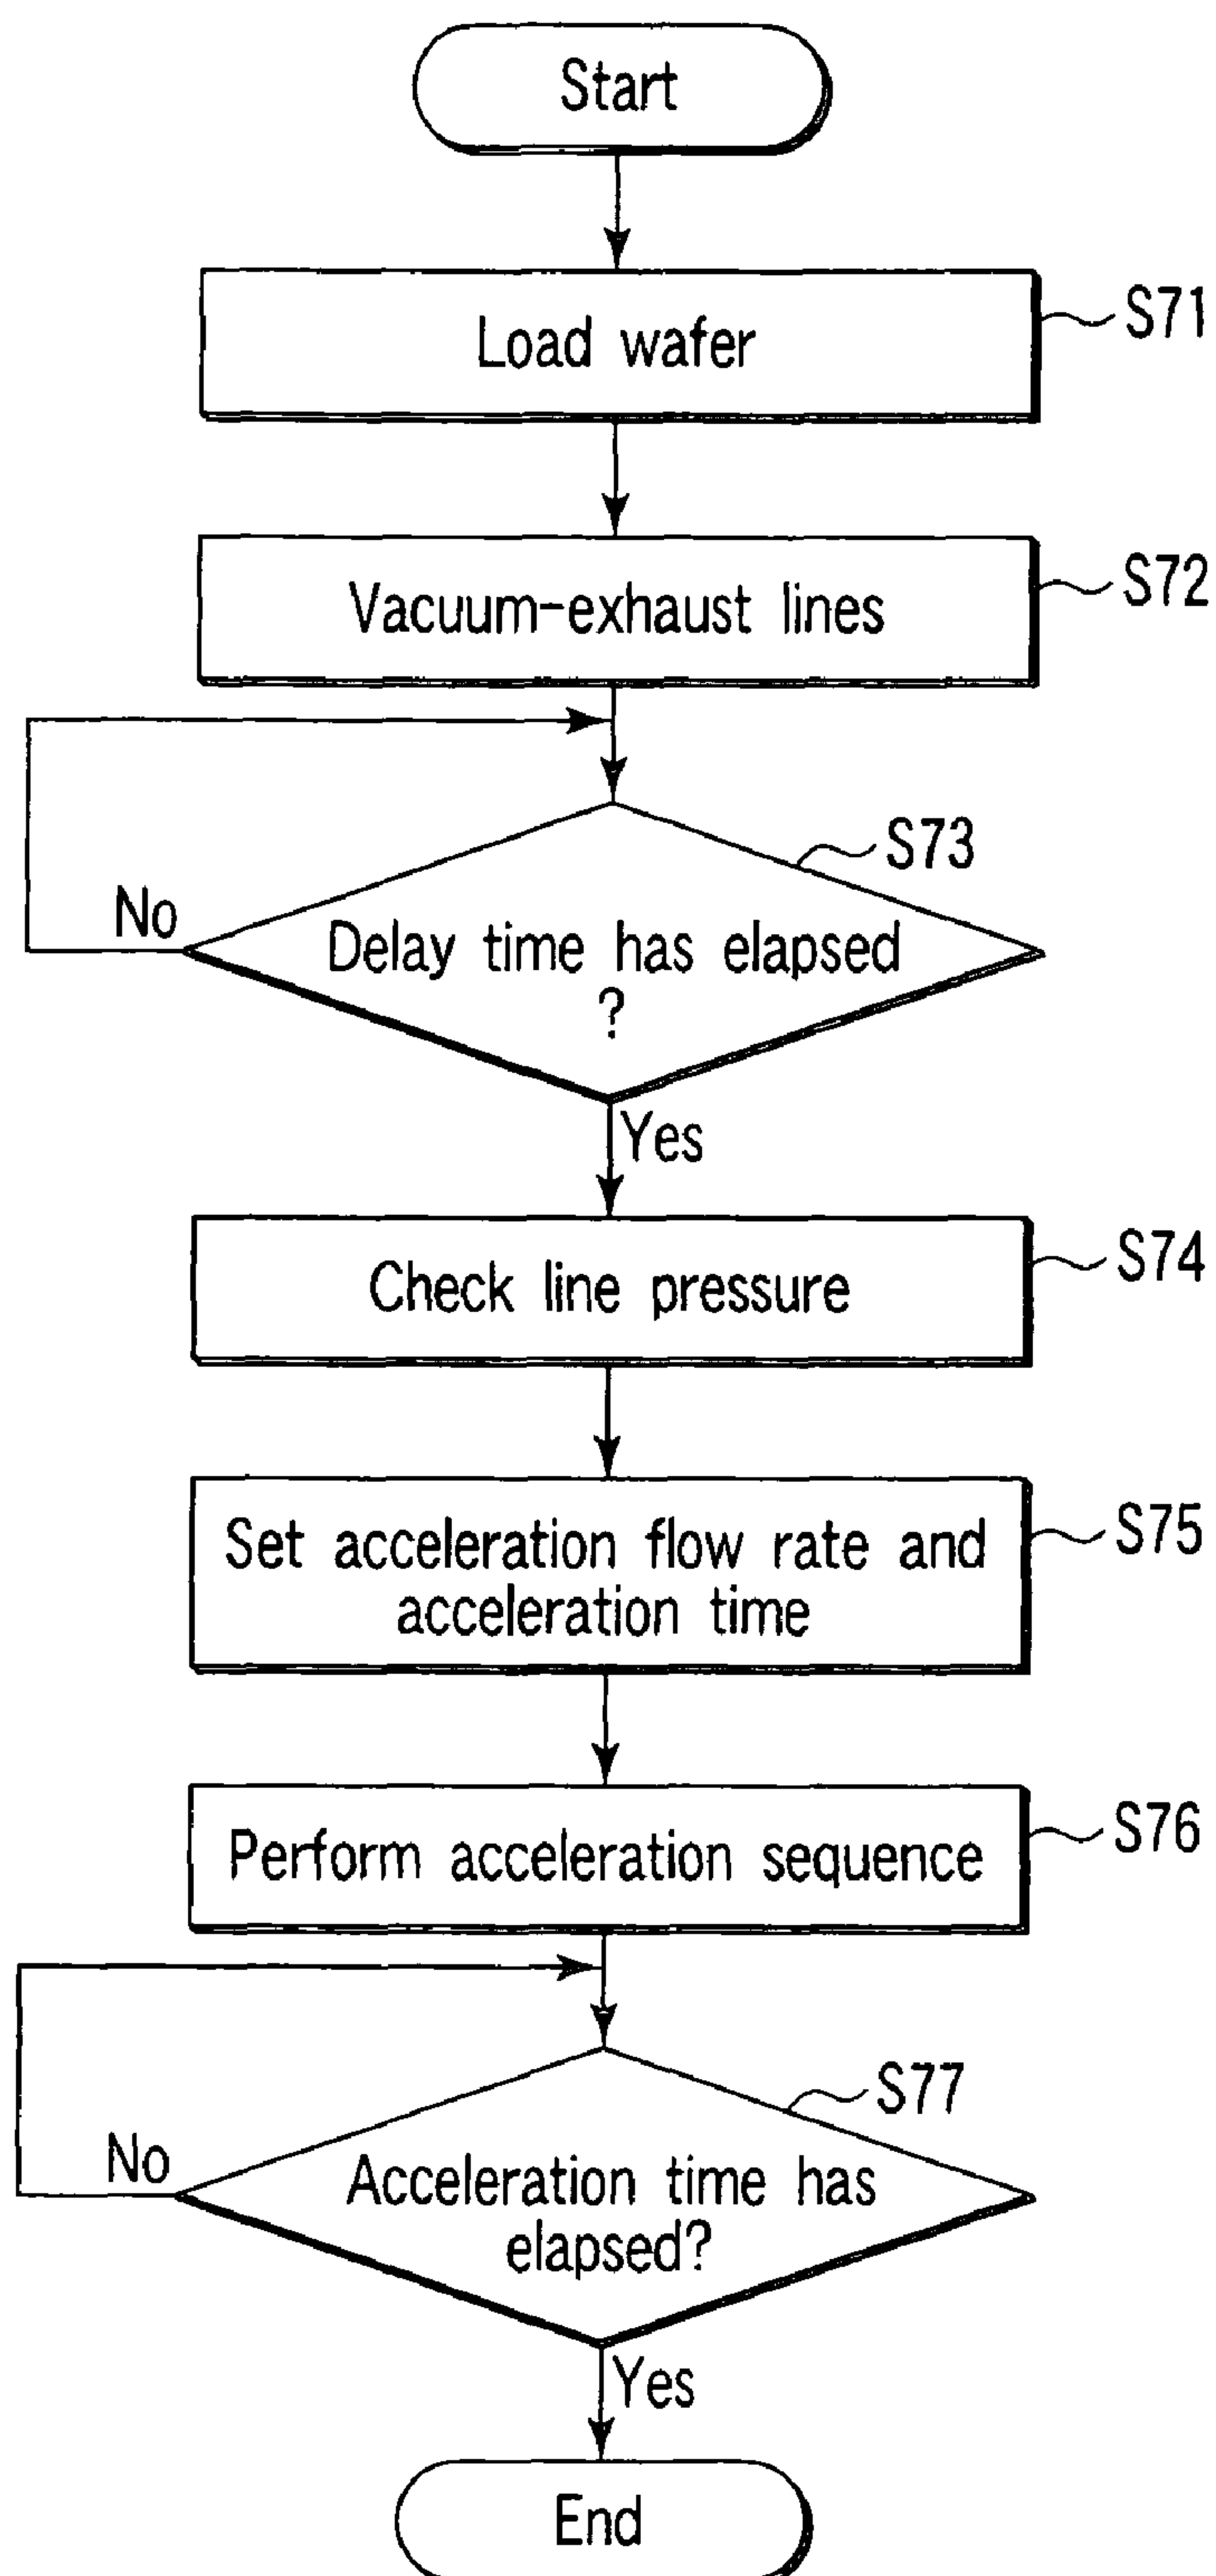 Start
Load wafer
S71
Vacuum-exhaust lines
S72
S73
No
Delay time has elapsed
?
Yes
Check line pressure
S74
Set acceleration flow rate and
acceleration time
S75
Perform acceleration sequence
S76
S77
No
Acceleration time has
elapsed?
Yes
End